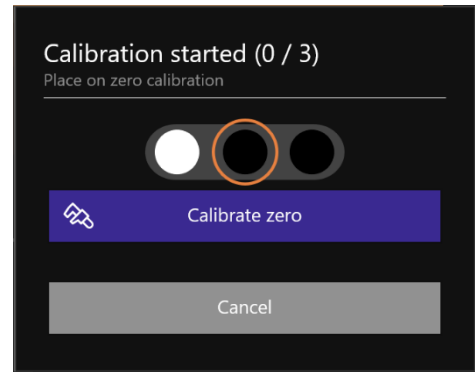 Calibration started (0 / 3)
Place on zero calibration
Calibrate zero
Cancel